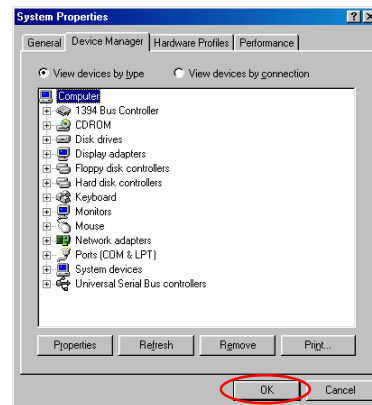 System Properties
General Device Manager Hardware Profiles Performance
View devices by type View devices by connection
Computer
1394 Bus Controller
CDROM
Disk drives
Display adapters
Floppy disk controllers
Hard disk controllers
Keyboard
Monitors
Mouse
Network adapters
Ports (COM & LPT)
System devices
Universal Serial Bus controllers
Properties Refresh Remove Print...
OK Cancel